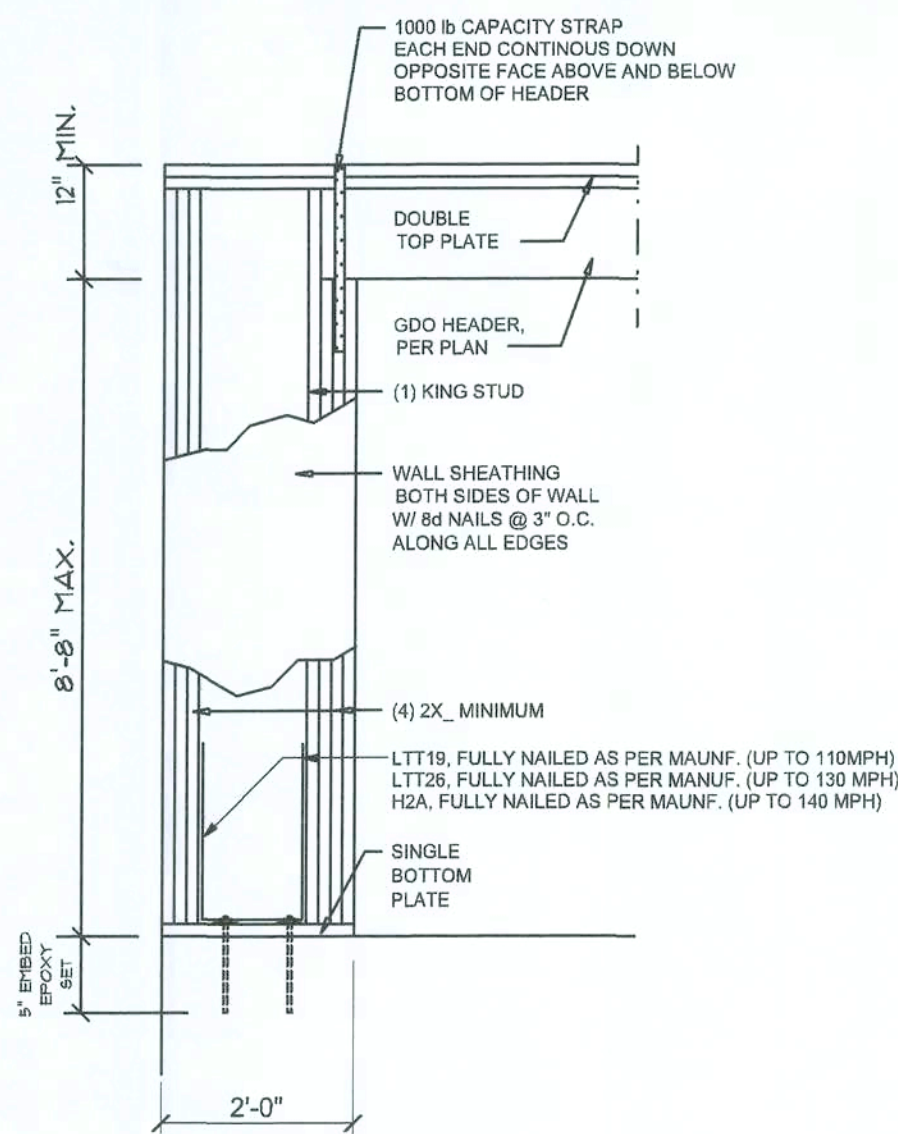 1000 lb CAPACITY STRAP
EACH END CONTINOUS DOWN
OPPOSITE FACE ABOVE AND BELOW
BOTTOM OF HEADER
12" MIN.
DOUBLE
TOP PLATE
GDO HEADER,
PER PLAN
(1) KING STUD
WALL SHEATHING
BOTH SIDES OF WALL
W/ 8d NAILS @ 3" O.C.
ALONG ALL EDGES
8'-8" MAX.
(4) 2X_ MINIMUM
LTT19, FULLY NAILED AS PER MAUNF. (UP TO 110MPH)
LTT26, FULLY NAILED AS PER MANUF. (UP TO 130 MPH)
H2A, FULLY NAILED AS PER MAUNF. (UP TO 140 MPH)
SINGLE
BOTTOM
PLATE
5" EMBED
EPOXY
SET
2'-0"